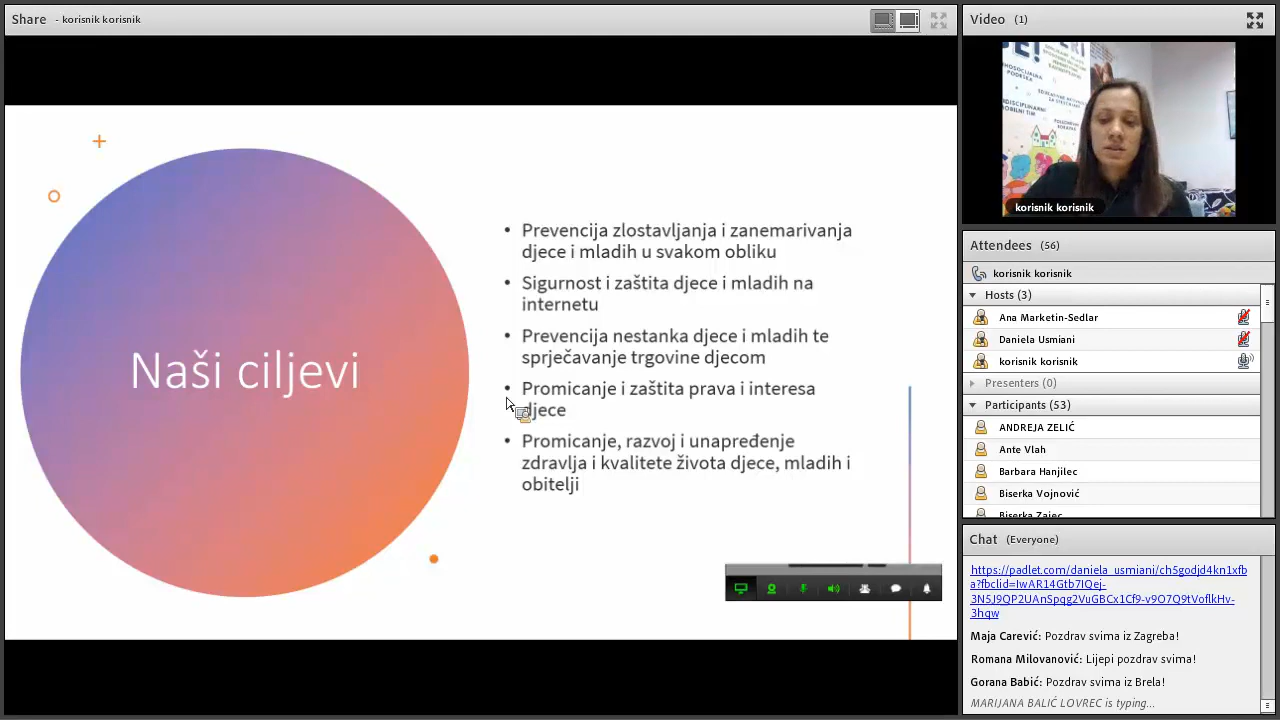 Share - korisnik korisnik
Naši ciljevi
• Prevencija zlostavljanja i zanemarivanja
djece i mladih u svakom obliku
• Sigurnost i zaštita djece i mladih na
internetu
• Prevencija nestanka djece i mladih te
sprječavanje trgovine djecom
• Promicanje i zaštita prava i interesa
djece
• Promicanje, razvoj i unapređenje
zdravlja i kvalitete života djece, mladih i
obitelji
Video (1)
korisnik korisnik
Attendees (56)
korisnik korisnik
Hosts (3)
Ana Marketin-Sedlar
Daniela Usmiani
korisnik korisnik
Presenters (0)
Participants (53)
ANDREJA ZELIĆ
Ante Vlah
Barbara Hanjilec
Biserka Vojnović
Biserka Zajec
Chat (Everyone)
https://padlet.com/daniela_usmiani/ch5godjd4kn1xfb
a?fbclid=IwAR14Gtb7IQej-
3N5J9QP2UAnSpqg2VuGBCx1Cf9-v9O7Q9tVoflkHv-
3hqw
Maja Carević: Pozdrav svima iz Zagreba!
Romana Milovanović: Lijepi pozdrav svima!
Gorana Babić: Pozdrav svima iz Brela!
MARIJANA BALIĆ LOVREC is typing...